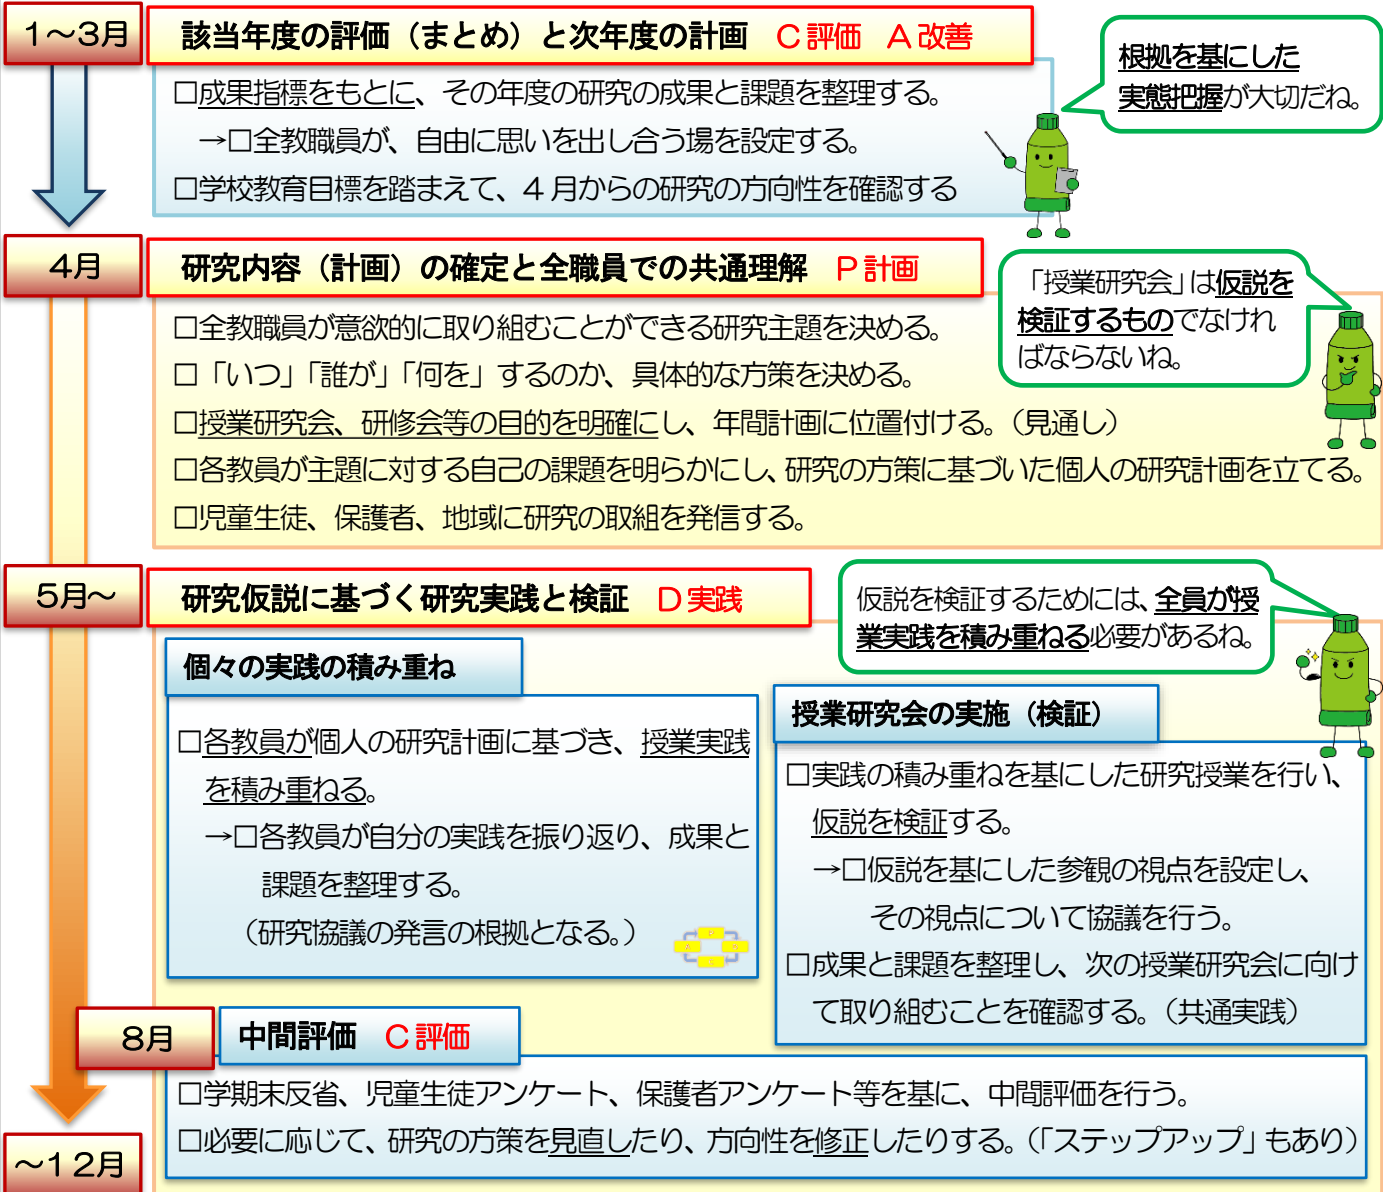 1～3月
該当年度の評価（まとめ）と次年度の計画　C評価　A改善
□成果指標をもとに、その年度の研究の成果と課題を整理する。
→□全教職員が、自由に思いを出し合う場を設定する。
□学校教育目標を踏まえて、4月からの研究の方向性を確認する
根拠を基にした
実態把握が大切だね。
4月
研究内容（計画）の確定と全職員での共通理解　P計画
□全教職員が意欲的に取り組むことができる研究主題を決める。
□「いつ」「誰が」「何を」するのか、具体的な方策を決める。
□授業研究会、研修会等の目的を明確にし、年間計画に位置付ける。（見通し）
□各教員が主題に対する自己の課題を明らかにし、研究の方策に基づいた個人の研究計画を立てる。
□児童生徒、保護者、地域に研究の取組を発信する。
「授業研究会」は仮説を
検証するものでなけれ
ばならないね。
5月～
研究仮説に基づく研究実践と検証　D実践
仮説を検証するためには、全員が授
業実践を積み重ねる必要があるね。
個々の実践の積み重ね
□各教員が個人の研究計画に基づき、授業実践
を積み重ねる。
→□各教員が自分の実践を振り返り、成果と
課題を整理する。
（研究協議の発言の根拠となる。）
授業研究会の実施（検証）
□実践の積み重ねを基にした研究授業を行い、
仮説を検証する。
→□仮説を基にした参観の視点を設定し、
その視点について協議を行う。
□成果と課題を整理し、次の授業研究会に向け
て取り組むことを確認する。（共通実践）
8月
中間評価　C評価
□学期末反省、児童生徒アンケート、保護者アンケート等を基に、中間評価を行う。
□必要に応じて、研究の方策を見直したり、方向性を修正したりする。（「ステップアップ」もあり）
～12月